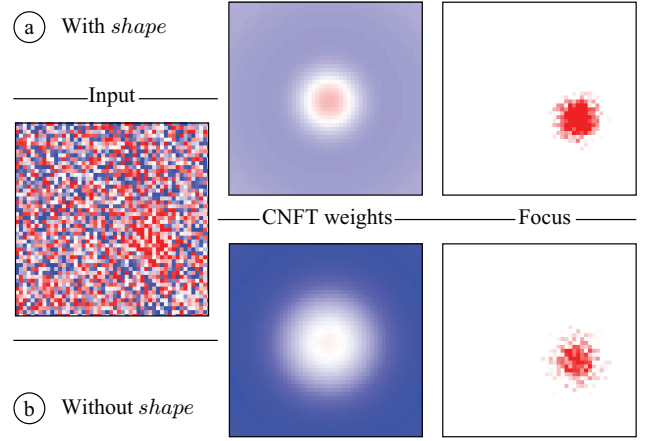 a With shape
Input
CNFT weights
Focus
b Without shape